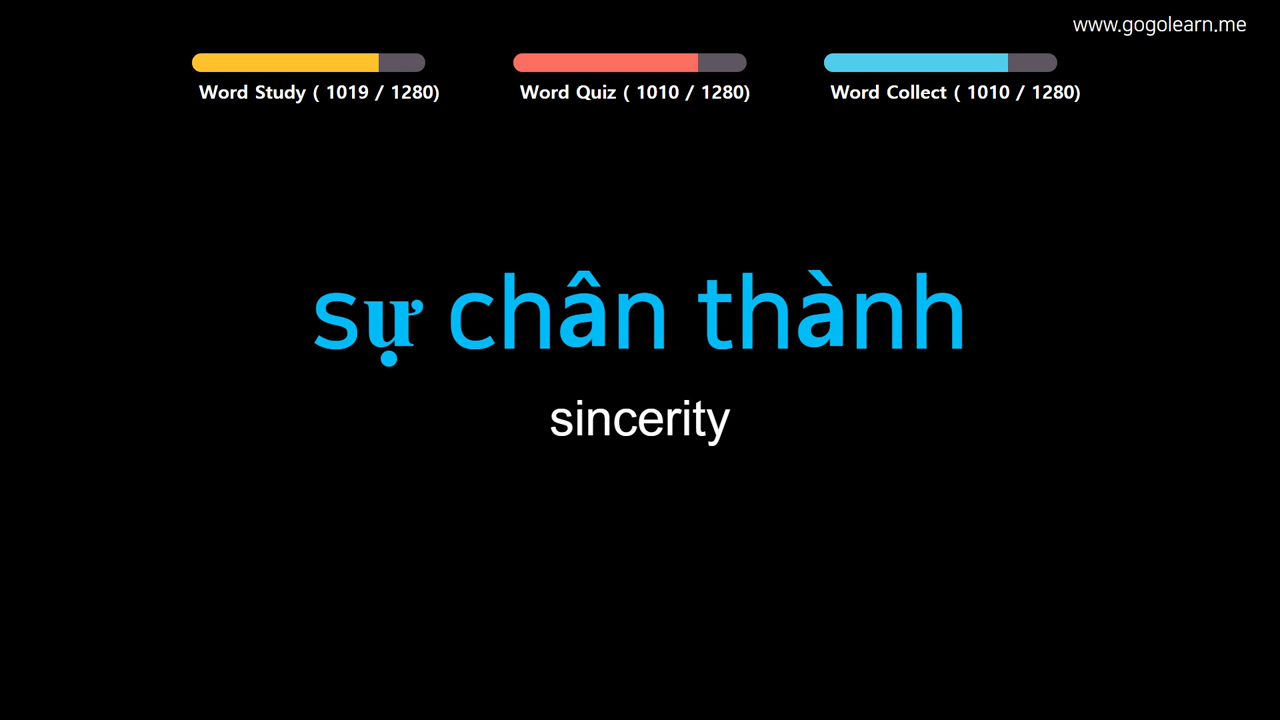 www.gogolearn.me
Word Study ( 1019 / 1280)
Word Quiz ( 1010 / 1280)
Word Collect ( 1010 / 1280)
sự chân thành
sincerity